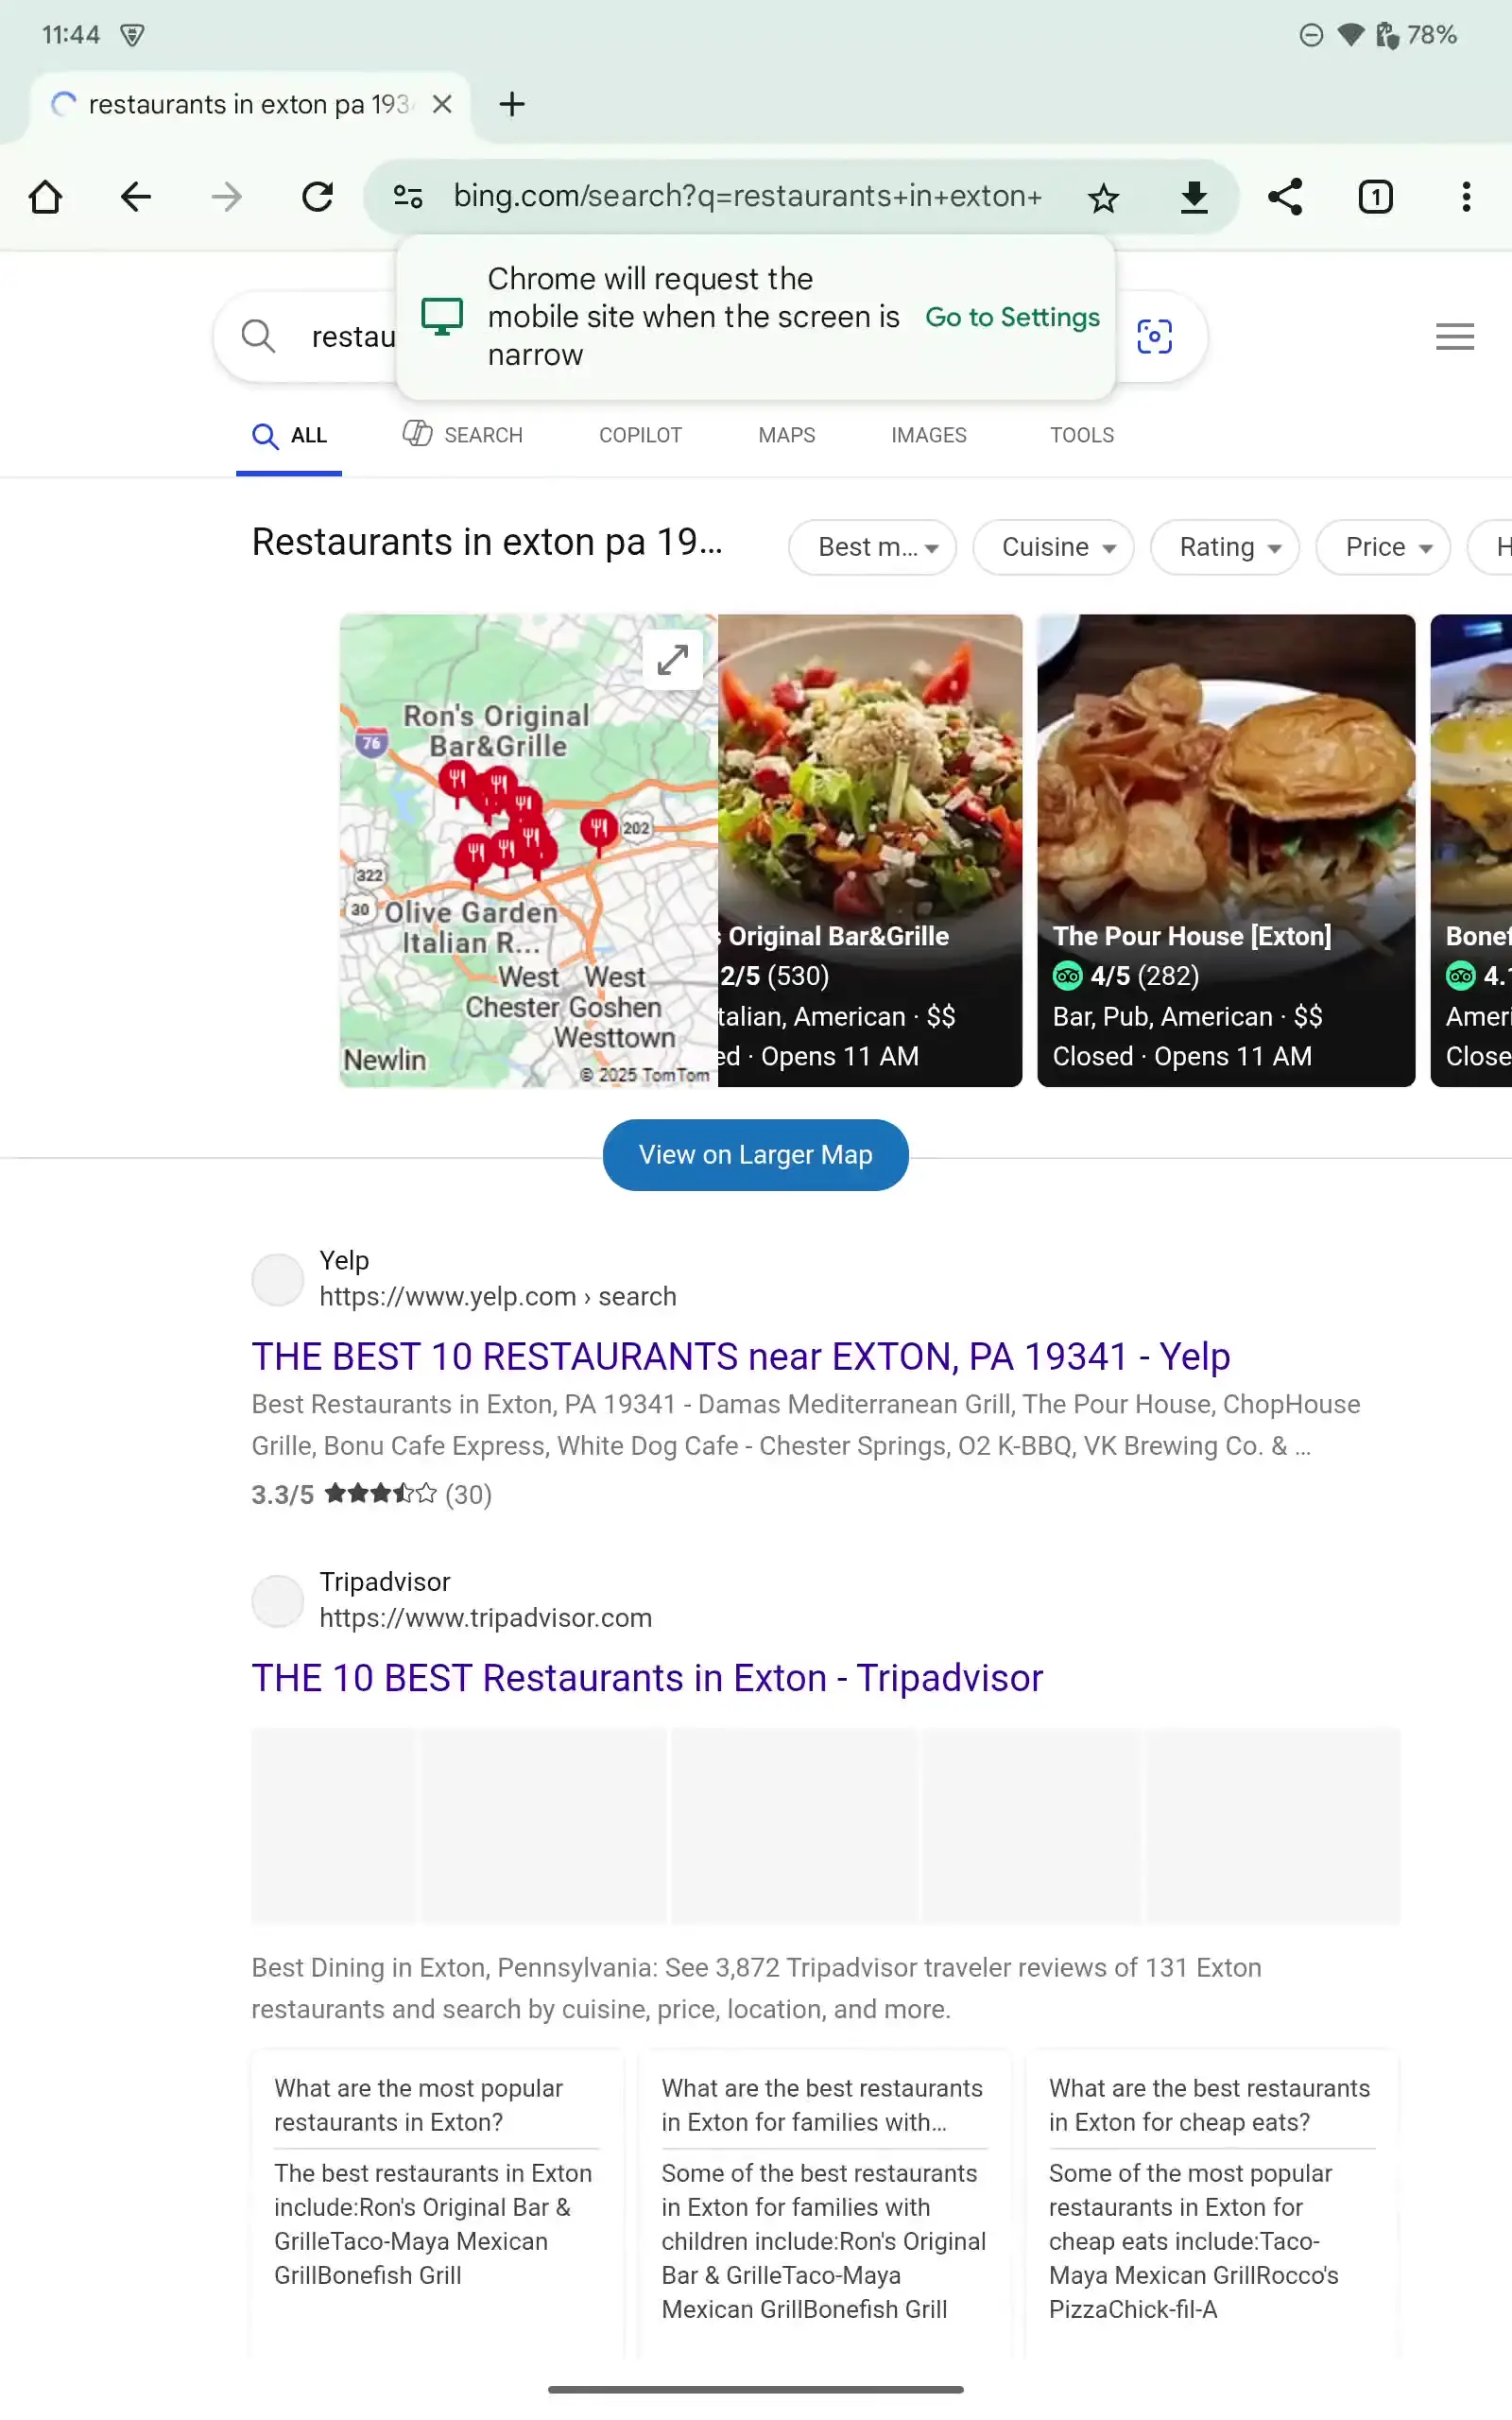 11:44
78%
restaurants in exton pa 193
bing.com/search?q=restaurants+in+exton+
1
Chrome will request the
mobile site when the screen is
narrow
Go to Settings
restau
ALL
SEARCH
COPILOT
MAPS
IMAGES
TOOLS
Restaurants in exton pa 19...
Best m...
Cuisine
Rating
Price
H
Ron's Original
Bar&Grille
76
202
322
30
Olive Garden
Italian R...
West West
Chester Goshen
Westtown
Newlin
© 2025 TomTom
s Original Bar&Grille
2/5 (530)
talian, American · $$
ed · Opens 11 AM
The Pour House [Exton]
4/5 (282)
Bar, Pub, American · $$
Closed · Opens 11 AM
Bonef
4.1
Ameri
Close
View on Larger Map
Yelp
https://www.yelp.com › search
THE BEST 10 RESTAURANTS near EXTON, PA 19341 - Yelp
Best Restaurants in Exton, PA 19341 - Damas Mediterranean Grill, The Pour House, ChopHouse
Grille, Bonu Cafe Express, White Dog Cafe - Chester Springs, O2 K-BBQ, VK Brewing Co. & ...
3.3/5 (30)
Tripadvisor
https://www.tripadvisor.com
THE 10 BEST Restaurants in Exton - Tripadvisor
Best Dining in Exton, Pennsylvania: See 3,872 Tripadvisor traveler reviews of 131 Exton
restaurants and search by cuisine, price, location, and more.
What are the most popular
restaurants in Exton?
The best restaurants in Exton
include:Ron's Original Bar &
GrilleTaco-Maya Mexican
GrillBonefish Grill
What are the best restaurants
in Exton for families with...
Some of the best restaurants
in Exton for families with
children include:Ron's Original
Bar & GrilleTaco-Maya
Mexican GrillBonefish Grill
What are the best restaurants
in Exton for cheap eats?
Some of the most popular
restaurants in Exton for
cheap eats include:Taco-
Maya Mexican GrillRocco's
PizzaChick-fil-A